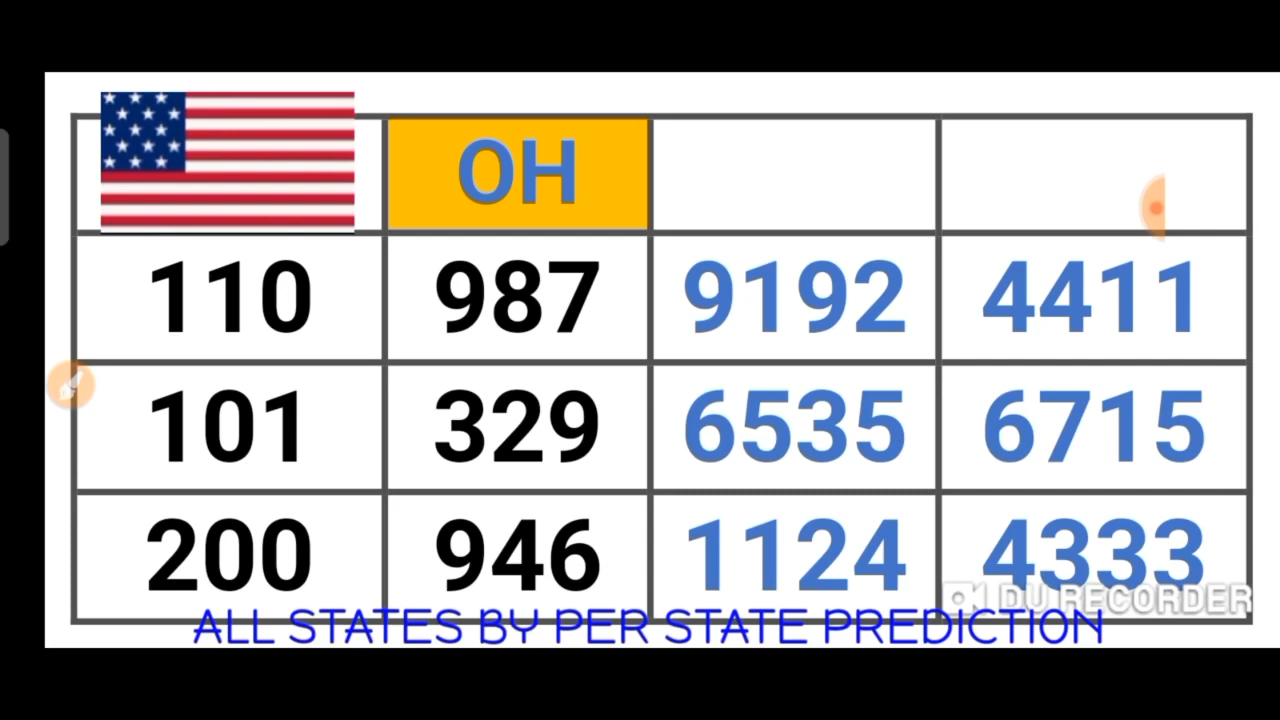 OH
110 987 9192 4411
101 329 6535 6715
200 946 1124 4333
DU RECORDER
ALL STATES BY PER STATE PREDICTION